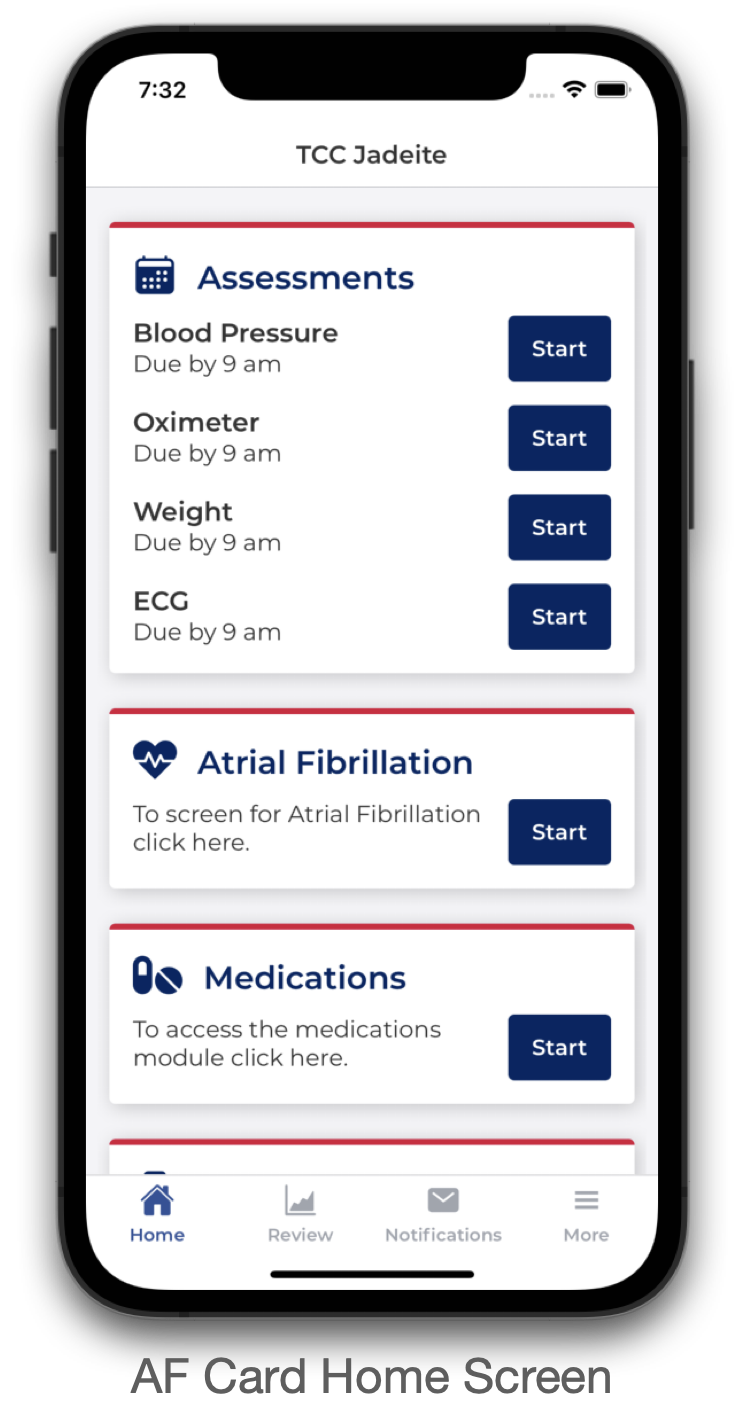 7:32
TCC Jadeite
Assessments
Blood Pressure
Due by 9 am
Start
Oximeter
Due by 9 am
Start
Weight
Due by 9 am
Start
ECG
Due by 9 am
Start
Atrial Fibrillation
To screen for Atrial Fibrillation
click here.
Start
Medications
To access the medications
module click here.
Start
Home
Review
Notifications
More
AF Card Home Screen